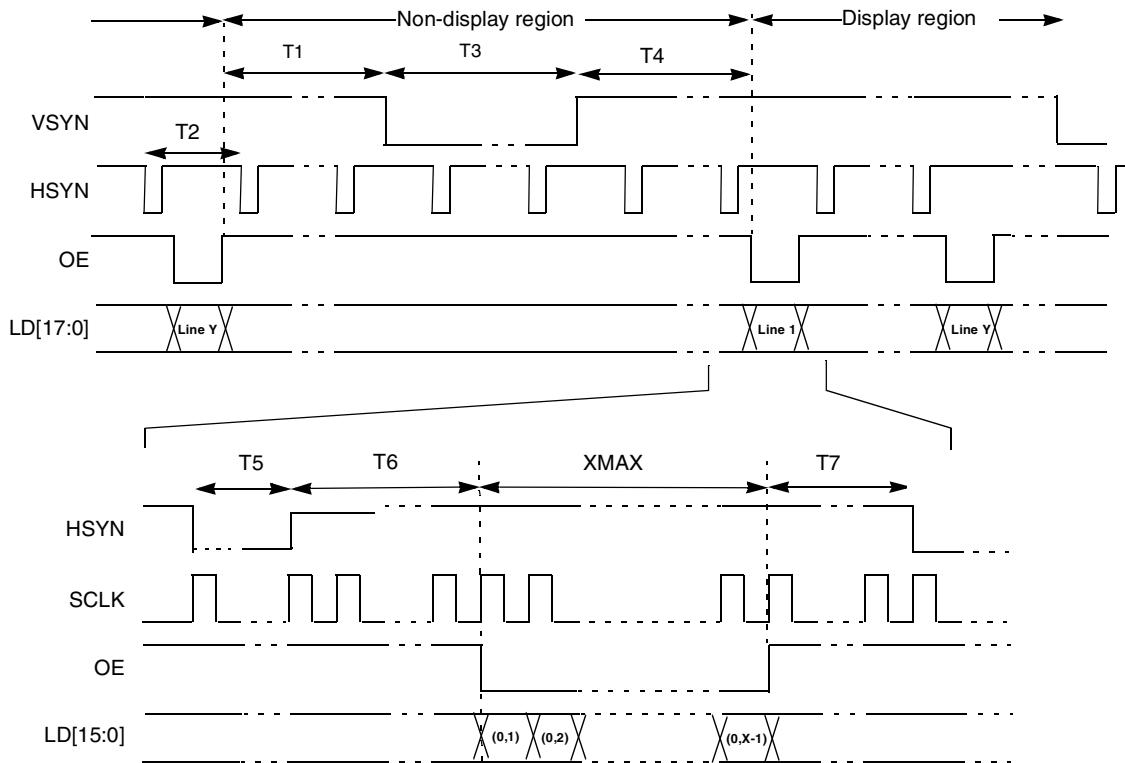 Non-display region
Display region
T1
T3
T4
VSYN
T2
HSYN
OE
LD[17:0]
Line Y
Line 1
Line Y
T5
T6
XMAX
T7
HSYN
SCLK
OE
LD[15:0]
(0,1)
(0,2)
(0,X-1)